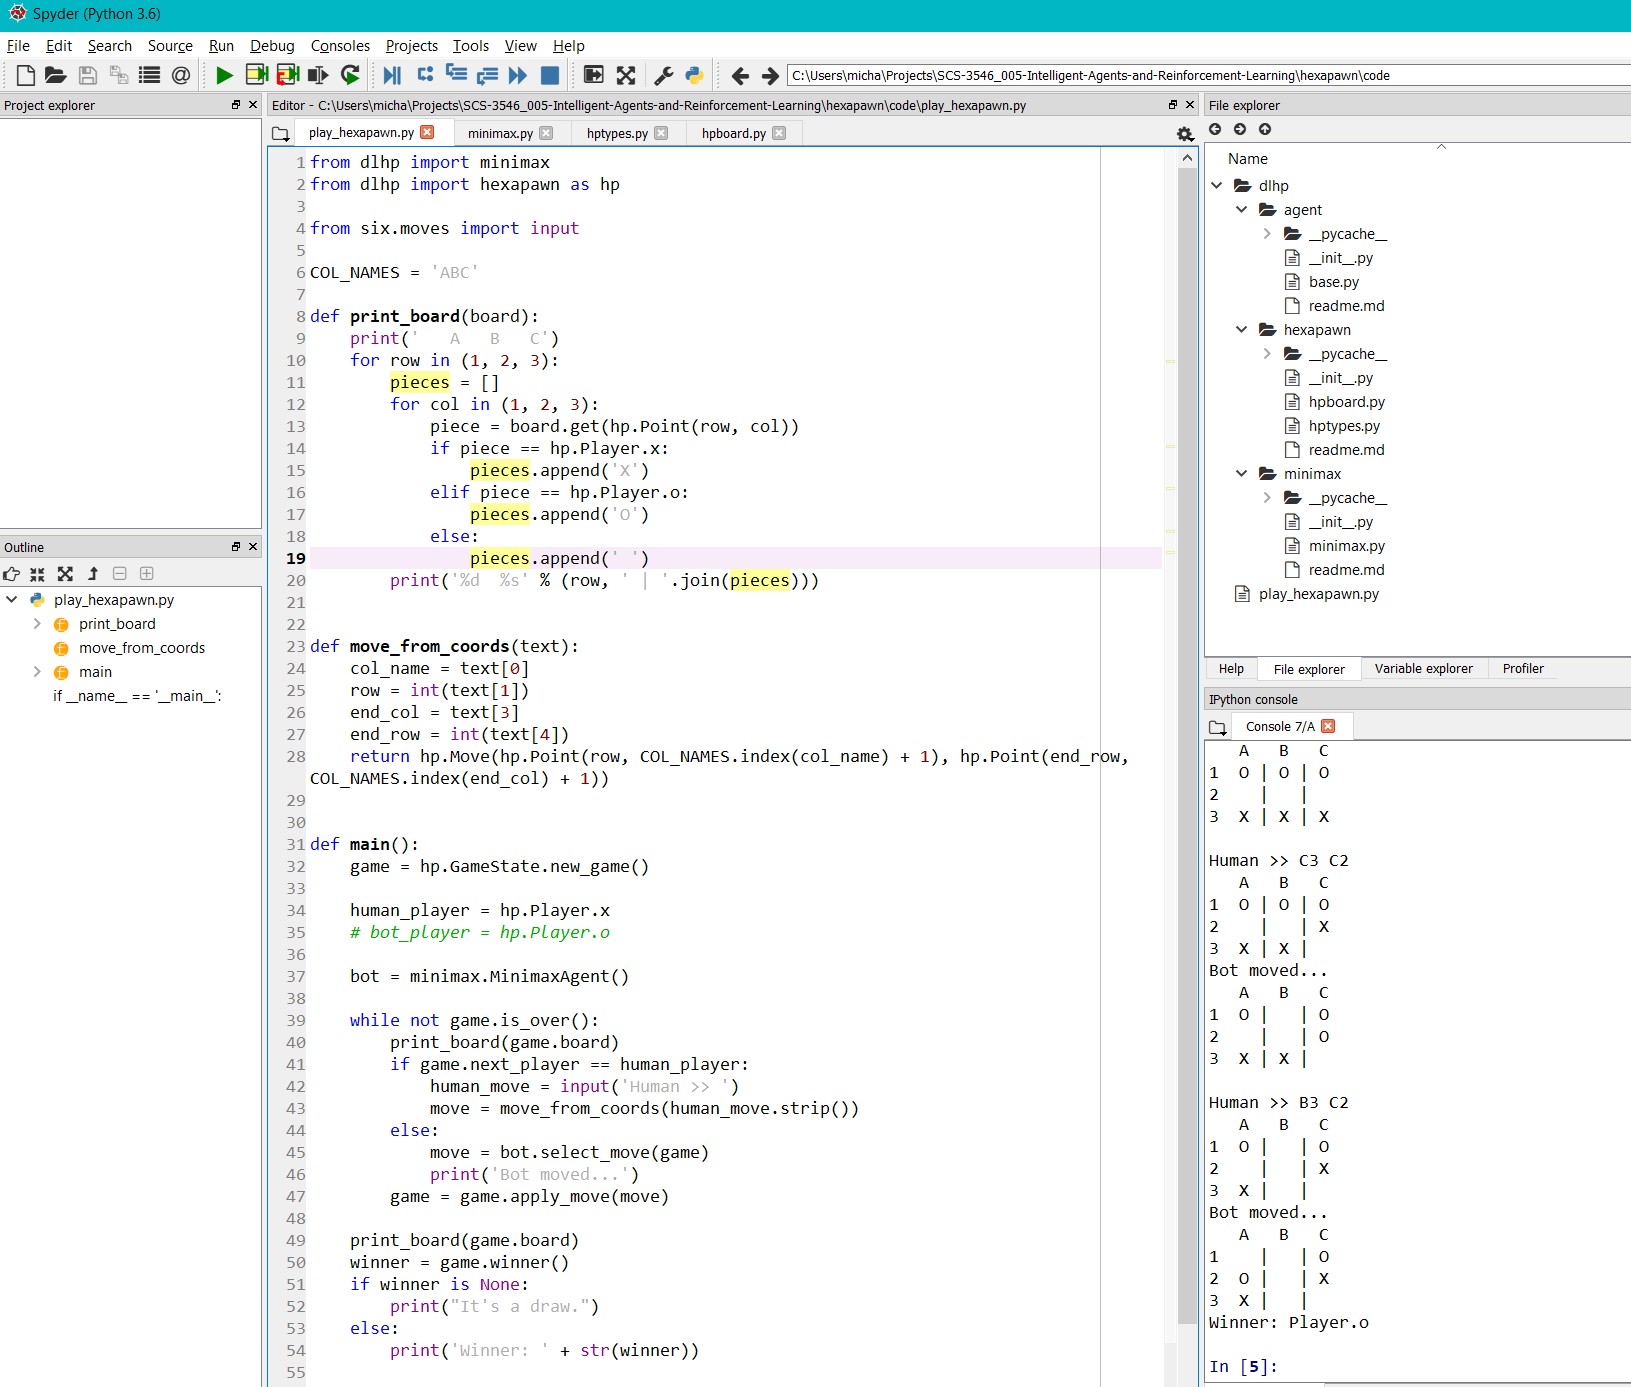 Spyder (Python 3.6)
File Edit Search Source Run Debug Consoles Projects Tools View Help
C:\Users\micha\Projects\SCS-3546_005-Intelligent-Agents-and-Reinforcement-Learning\hexapawn\code
Project explorer
Outline
play_hexapawn.py
print_board
move_from_coords
main
if __name__ == '__main__':
Editor - C:\Users\micha\Projects\SCS-3546_005-Intelligent-Agents-and-Reinforcement-Learning\hexapawn\code\play_hexapawn.py
play_hexapawn.py minimax.py hptypes.py hpboard.py
1 from dlhp import minimax
2 from dlhp import hexapawn as hp
3
4 from six.moves import input
5
6 COL_NAMES = 'ABC'
7
8 def print_board(board):
9     print('   A   B   C')
10     for row in (1, 2, 3):
11         pieces = []
12         for col in (1, 2, 3):
13             piece = board.get(hp.Point(row, col))
14             if piece == hp.Player.x:
15                 pieces.append('X')
16             elif piece == hp.Player.o:
17                 pieces.append('O')
18             else:
19                 pieces.append(' ')
20         print('%d  %s' % (row, ' | '.join(pieces)))
21
22
23 def move_from_coords(text):
24     col_name = text[0]
25     row = int(text[1])
26     end_col = text[3]
27     end_row = int(text[4])
28     return hp.Move(hp.Point(row, COL_NAMES.index(col_name) + 1), hp.Point(end_row,
COL_NAMES.index(end_col) + 1))
29
30
31 def main():
32     game = hp.GameState.new_game()
33
34     human_player = hp.Player.x
35     # bot_player = hp.Player.o
36
37     bot = minimax.MinimaxAgent()
38
39     while not game.is_over():
40         print_board(game.board)
41         if game.next_player == human_player:
42             human_move = input('Human >> ')
43             move = move_from_coords(human_move.strip())
44         else:
45             move = bot.select_move(game)
46             print('Bot moved...')
47         game = game.apply_move(move)
48
49     print_board(game.board)
50     winner = game.winner()
51     if winner is None:
52         print("It's a draw.")
53     else:
54         print('Winner: ' + str(winner))
55
File explorer
Name
dlhp
agent
__pycache__
__init__.py
base.py
readme.md
hexapawn
__pycache__
__init__.py
hpboard.py
hptypes.py
readme.md
minimax
__pycache__
__init__.py
minimax.py
readme.md
play_hexapawn.py
Help File explorer Variable explorer Profiler
IPython console
Console 7/A
   A   B   C
1  O | O | O
2    |   |
3  X | X | X

Human >> C3 C2
   A   B   C
1  O | O | O
2    |   | X
3  X | X |
Bot moved...
   A   B   C
1  O |   | O
2    |   | O
3  X | X |

Human >> B3 C2
   A   B   C
1  O |   | O
2    |   | X
3  X |   |
Bot moved...
   A   B   C
1    |   | O
2  O |   | X
3  X |   |
Winner: Player.o

In [5]: